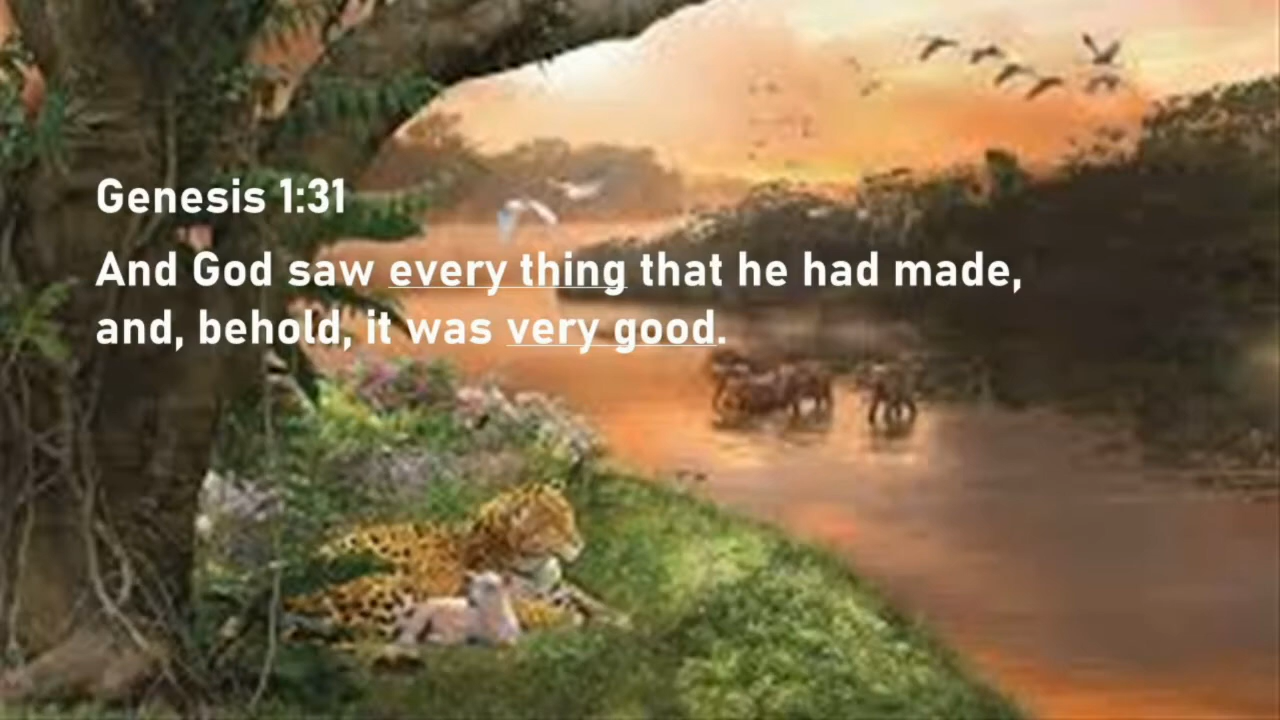 Genesis 1:31
And God saw every thing that he had made,
and, behold, it was very good.